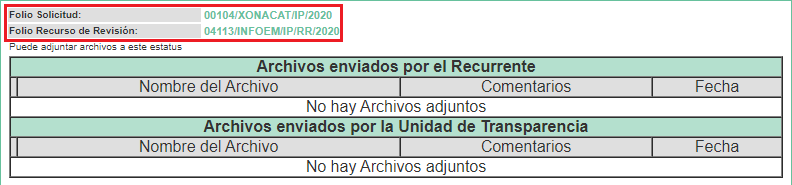 Folio Solicitud: 00104/XONACAT/IP/2020
Folio Recurso de Revisión: 04113/INFOEM/IP/RR/2020
Puede adjuntar archivos a este estatus
Archivos enviados por el Recurrente
Nombre del Archivo Comentarios Fecha
No hay Archivos adjuntos
Archivos enviados por la Unidad de Transparencia
Nombre del Archivo Comentarios Fecha
No hay Archivos adjuntos